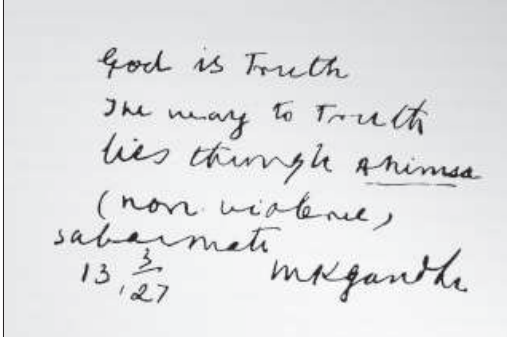 God is Truth
The way to Truth
lies through ahimsa
(non violence)
sabarmati
13,3/27 MKGandhi